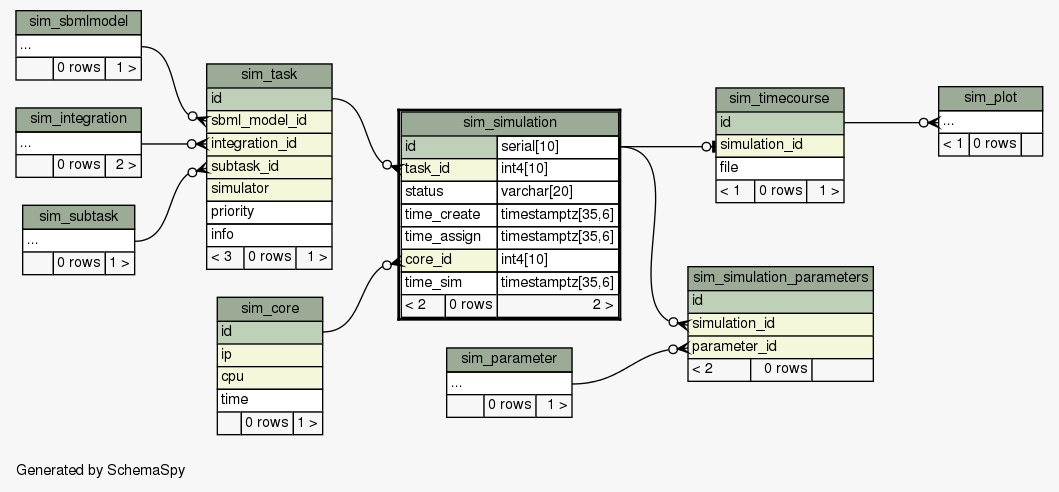 sim_sbmlmodel
...
0 rows 1 >
sim_integration
...
0 rows 2 >
sim_subtask
...
0 rows 1 >
sim_task
id
sbml_model_id
integration_id
subtask_id
simulator
priority
info
< 3 0 rows 1 >
sim_core
id
ip
cpu
time
0 rows 1 >
sim_simulation
id serial[10]
task_id int4[10]
status varchar[20]
time_create timestamptz[35,6]
time_assign timestamptz[35,6]
core_id int4[10]
time_sim timestamptz[35,6]
< 2 0 rows 2 >
sim_parameter
...
0 rows 1 >
sim_timecourse
id
simulation_id
file
< 1 0 rows 1 >
sim_simulation_parameters
id
simulation_id
parameter_id
< 2 0 rows
sim_plot
...
< 1 0 rows
Generated by SchemaSpy